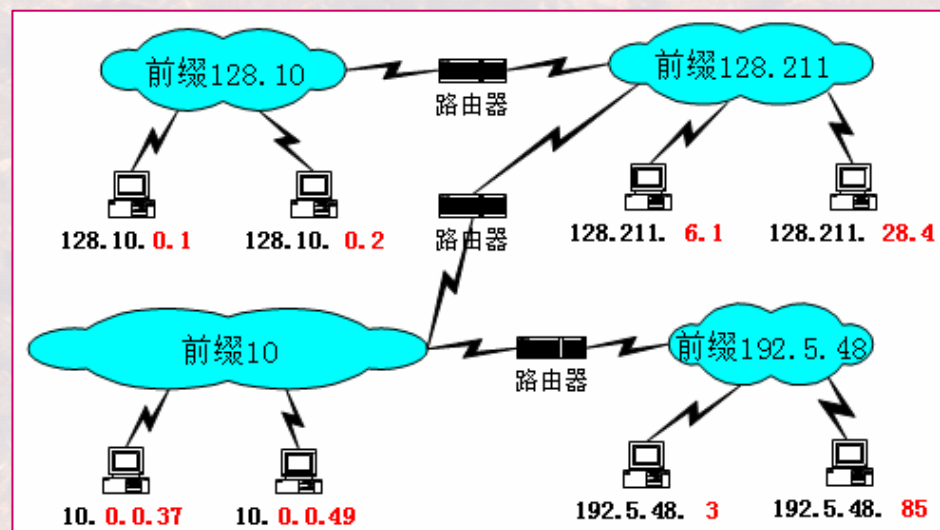 前缀128.10
前缀128.211
路由器
128.10.0.1
128.10. 0.2
路由器
128.211. 6.1
128.211. 28.4
前缀10
前缀192.5.48
路由器
10. 0.0.37
10. 0.0.49
192.5.48. 3
192.5.48. 85